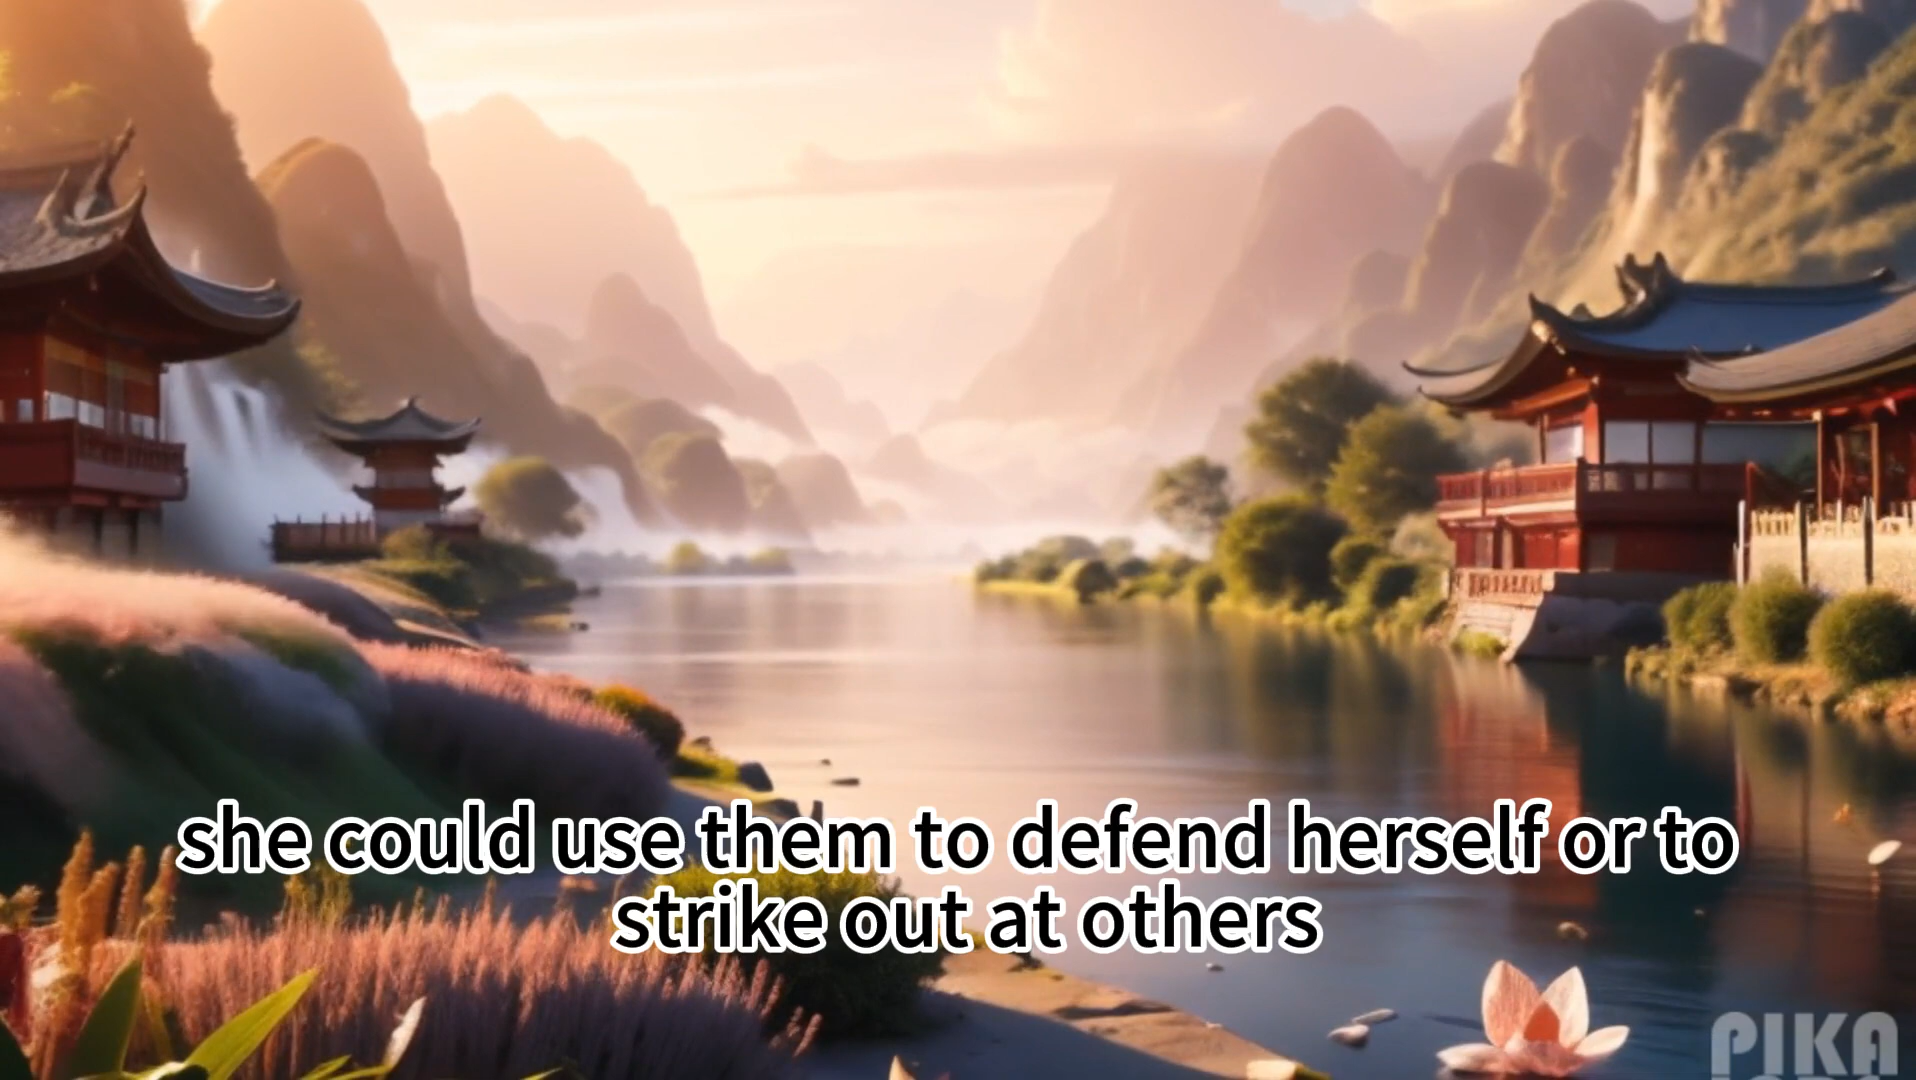 she could use them to defend herself or to
strike out at others
PIKA